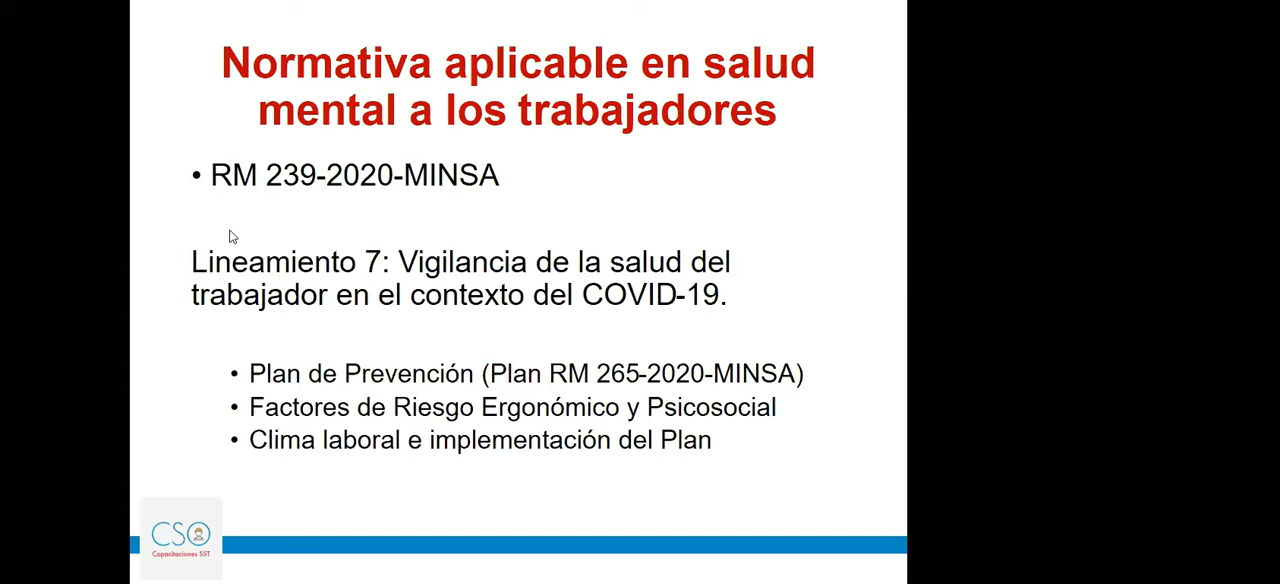 Normativa aplicable en salud
mental a los trabajadores
• RM 239-2020-MINSA
Lineamiento 7: Vigilancia de la salud del
trabajador en el contexto del COVID-19.
• Plan de Prevención (Plan RM 265-2020-MINSA)
• Factores de Riesgo Ergonómico y Psicosocial
• Clima laboral e implementación del Plan
CSO
Capacitaciones SST